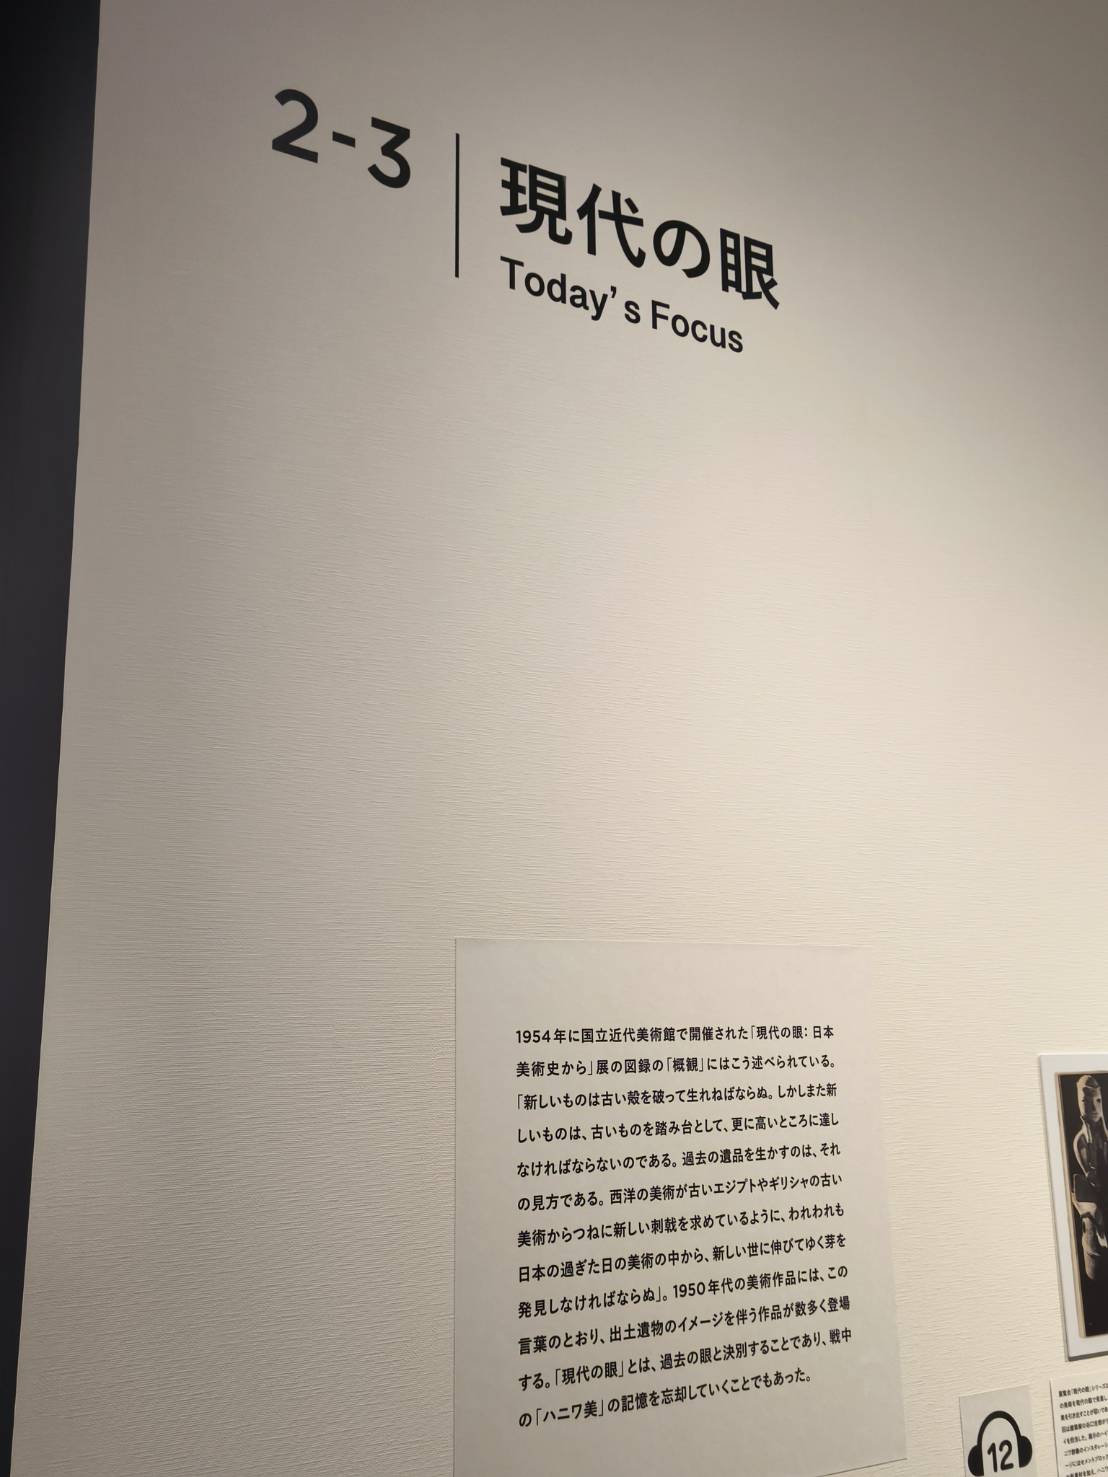 2-3
現代の眼
Today's Focus
1954年に国立近代美術館で開催された「現代の眼：日本
美術史から」展の図録の「概観」にはこう述べられている。
「新しいものは古い殻を破って生れねばならぬ。しかしまた新
しいものは、古いものを踏み台として、更に高いところに達し
なければならないのである。過去の遺品を生かすのは、それ
の見方である。西洋の美術が古いエジプトやギリシャの古い
美術からつねに新しい刺戟を求めているように、われわれも
日本の過ぎた日の美術の中から、新しい世に伸びてゆく芽を
発見しなければならぬ」。1950年代の美術作品には、この
言葉のとおり、出土遺物のイメージを伴う作品が数多く登場
する。「現代の眼」とは、過去の眼と決別することであり、戦中
の「ハニワ美」の記憶を忘却していくことでもあった。
12